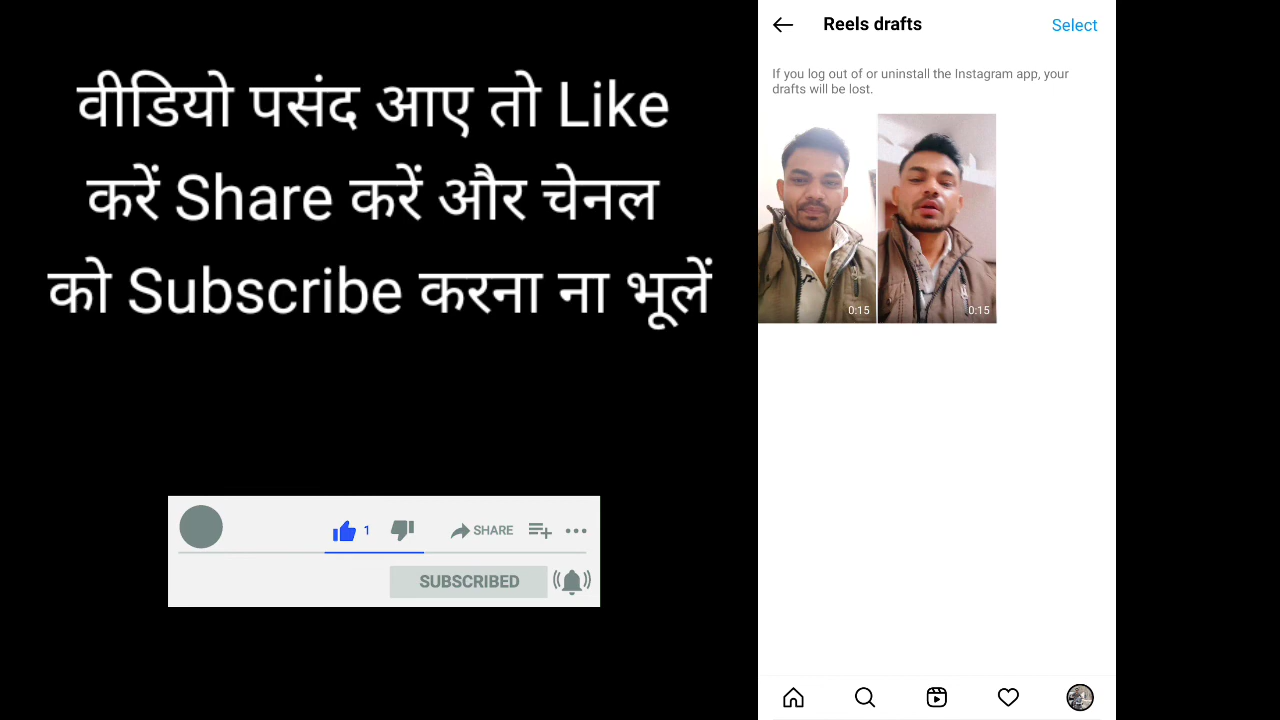 वीडियो पसंद आए तो Like
करें Share करें और चेनल
को Subscribe करना ना भूलें
1
SHARE
SUBSCRIBED
Reels drafts
Select
If you log out of or uninstall the Instagram app, your
drafts will be lost.
0:15
0:15